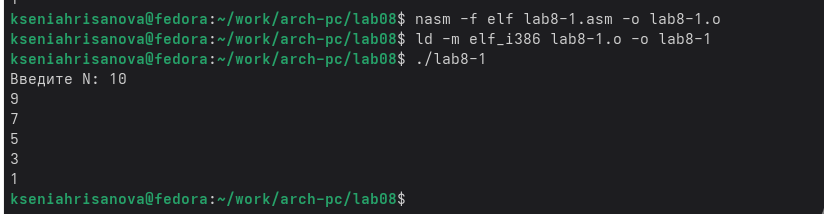 kseniahrisanova@fedora:~/work/arch-pc/lab08$ nasm -f elf lab8-1.asm -o lab8-1.o
kseniahrisanova@fedora:~/work/arch-pc/lab08$ ld -m elf_i386 lab8-1.o -o lab8-1
kseniahrisanova@fedora:~/work/arch-pc/lab08$ ./lab8-1
Введите N: 10
9
7
5
3
1
kseniahrisanova@fedora:~/work/arch-pc/lab08$